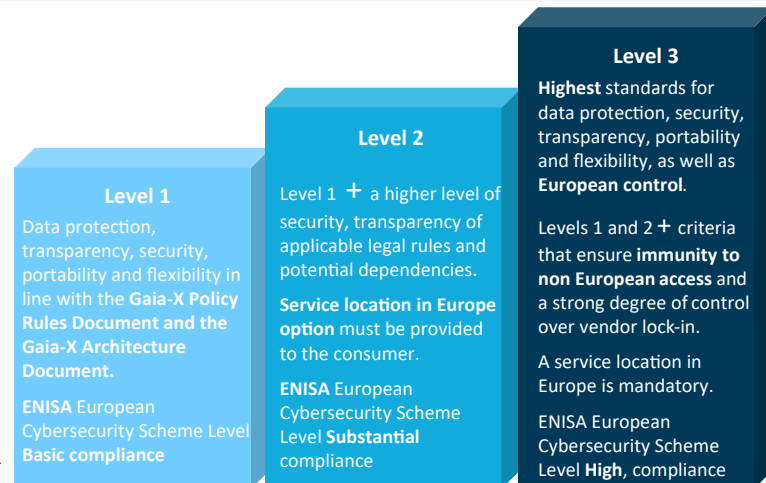 Level 1
Data protection,
transparency, security,
portability and flexibility in
line with the Gaia-X Policy
Rules Document and the
Gaia-X Architecture
Document.
ENISA European
Cybersecurity Scheme Level
Basic compliance
Level 2
Level 1 + a higher level of
security, transparency of
applicable legal rules and
potential dependencies.
Service location in Europe
option must be provided
to the consumer.
ENISA European
Cybersecurity Scheme
Level Substantial
compliance
Level 3
Highest standards for
data protection, security,
transparency, portability
and flexibility, as well as
European control.
Levels 1 and 2 + criteria
that ensure immunity to
non European access and
a strong degree of control
over vendor lock-in.
A service location in
Europe is mandatory.
ENISA European
Cybersecurity Scheme
Level High, compliance